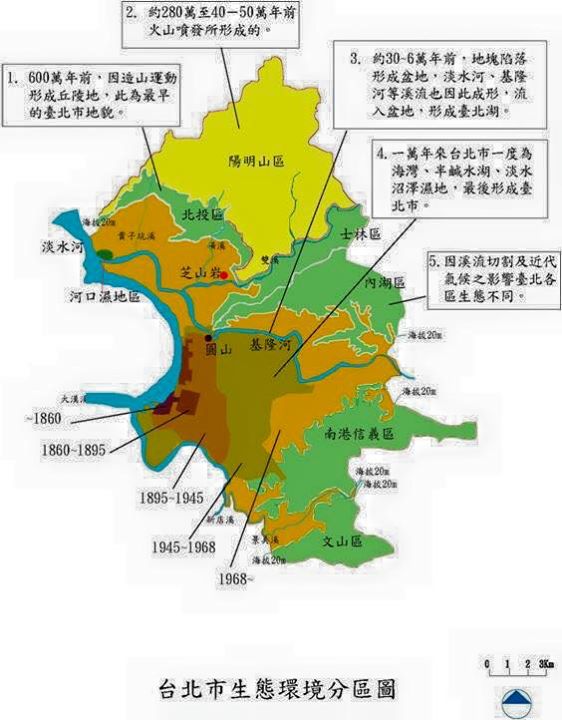 2. 約280萬至40－50萬年前
火山噴發所形成的。
1. 600萬年前，因造山運動
形成丘陵地，此為最早
的臺北市地貌。
3. 約30-6萬年前，地塊陷落
形成盆地，淡水河、基隆
河等溪流也因此成形，流
入盆地，形成臺北湖。
4.一萬年來台北市一度為
海灣、半鹹水湖、淡水
沼澤濕地，最後形成臺
北市。
5.因溪流切割及近代
氣候之影響臺北各
區生態不同。
陽明山區
北投區
海拔20m
貴子坑溪
士林區
淡水河
雙溪
芝山岩
內湖區
河口濕地區
海拔20m
圓山
基隆河
海拔20m
大漢溪
~1860
1860~1895
南港信義區
海拔20m
海拔20m
1895~1945
新店溪
1945~1968
景美溪
文山區
海拔20m
1968~
台北市生態環境分區圖
0 1 2 3Km